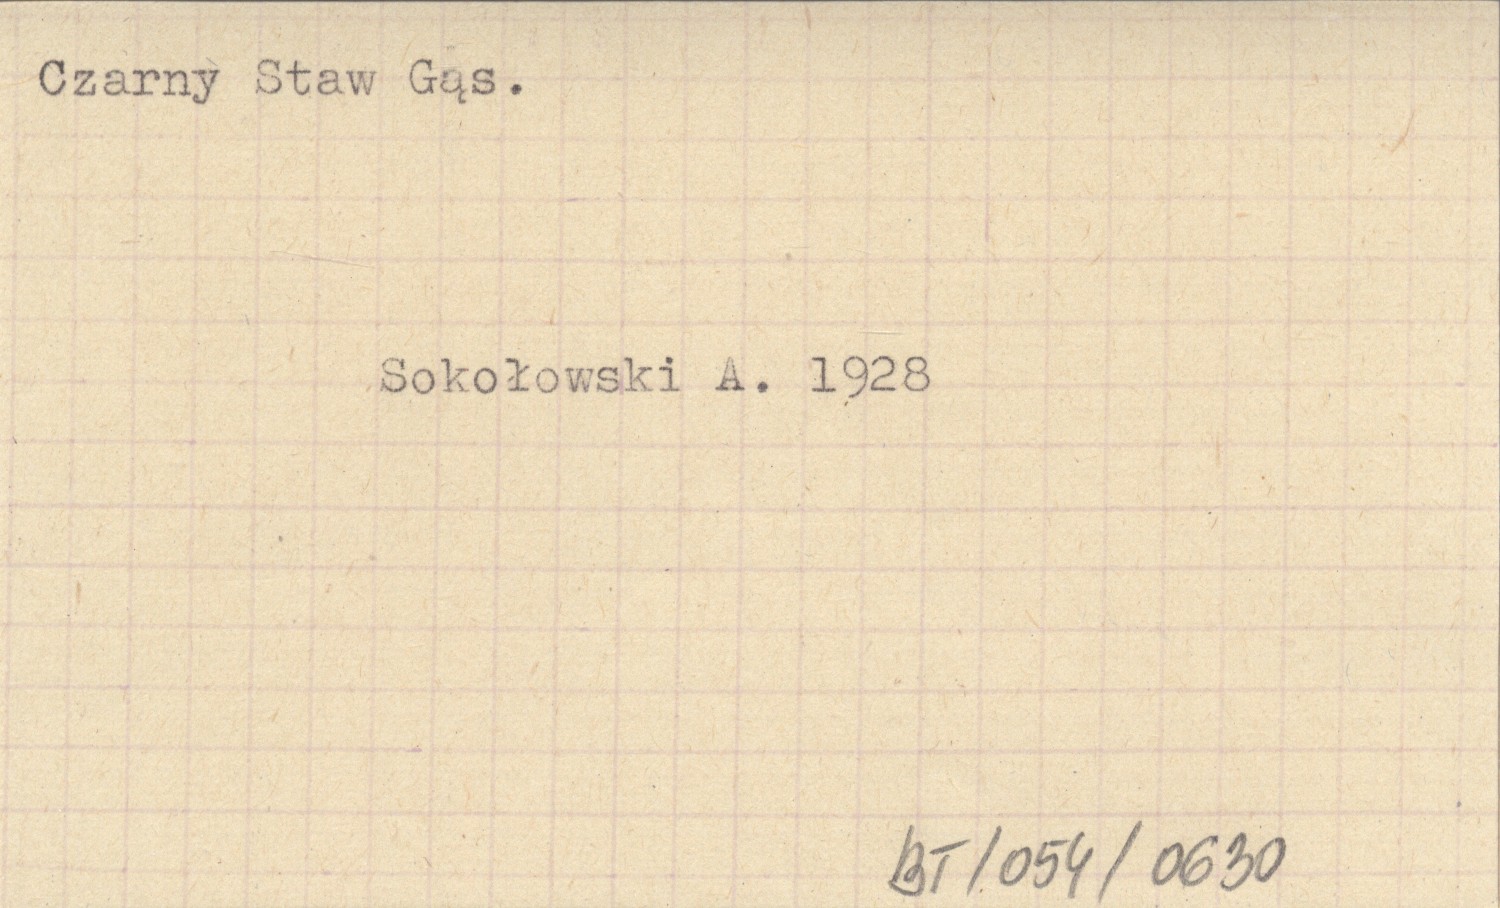 Czarny Staw Gąs.
Sokołowski A. 1928
BT/054/0630